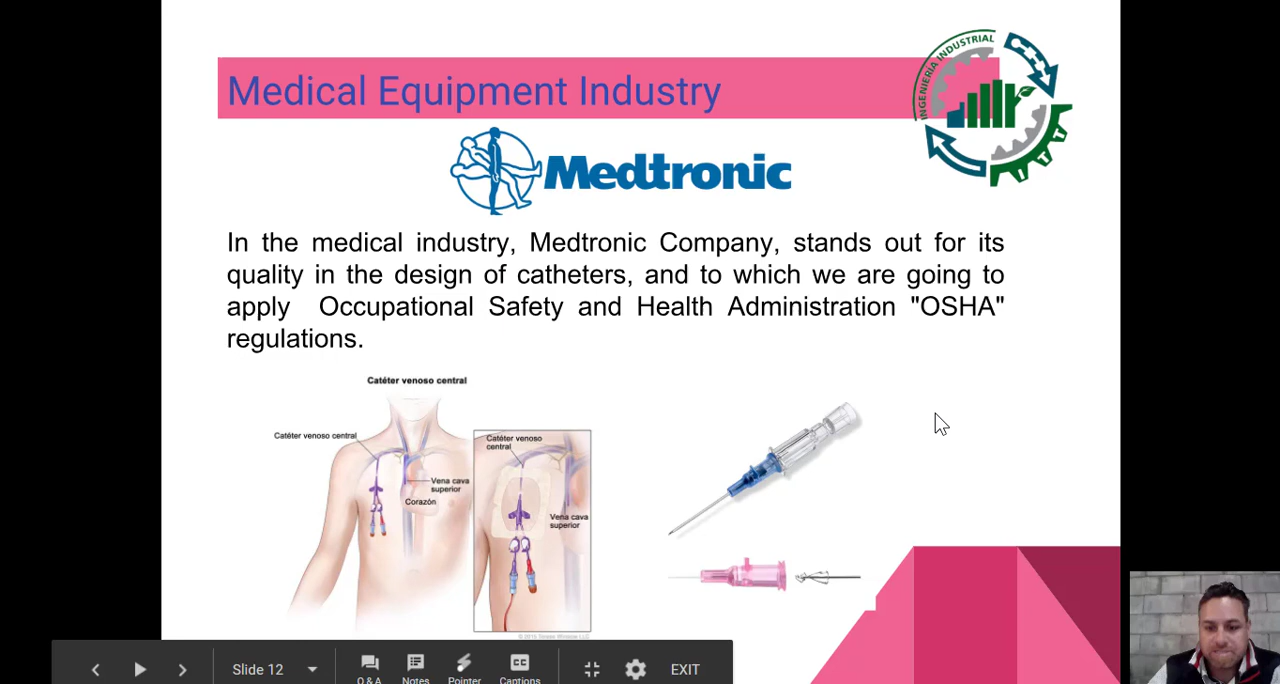 Medical Equipment Industry
INGENIERIA INDUSTRIAL
Medtronic
In the medical industry, Medtronic Company, stands out for its
quality in the design of catheters, and to which we are going to
apply Occupational Safety and Health Administration "OSHA"
regulations.
Catéter venoso central
Catéter venoso central
Vena cava
superior
Corazón
Catéter venoso
central
Vena cava
superior
Slide 12
Q & A
Notes
Pointer
CC
Captions
EXIT